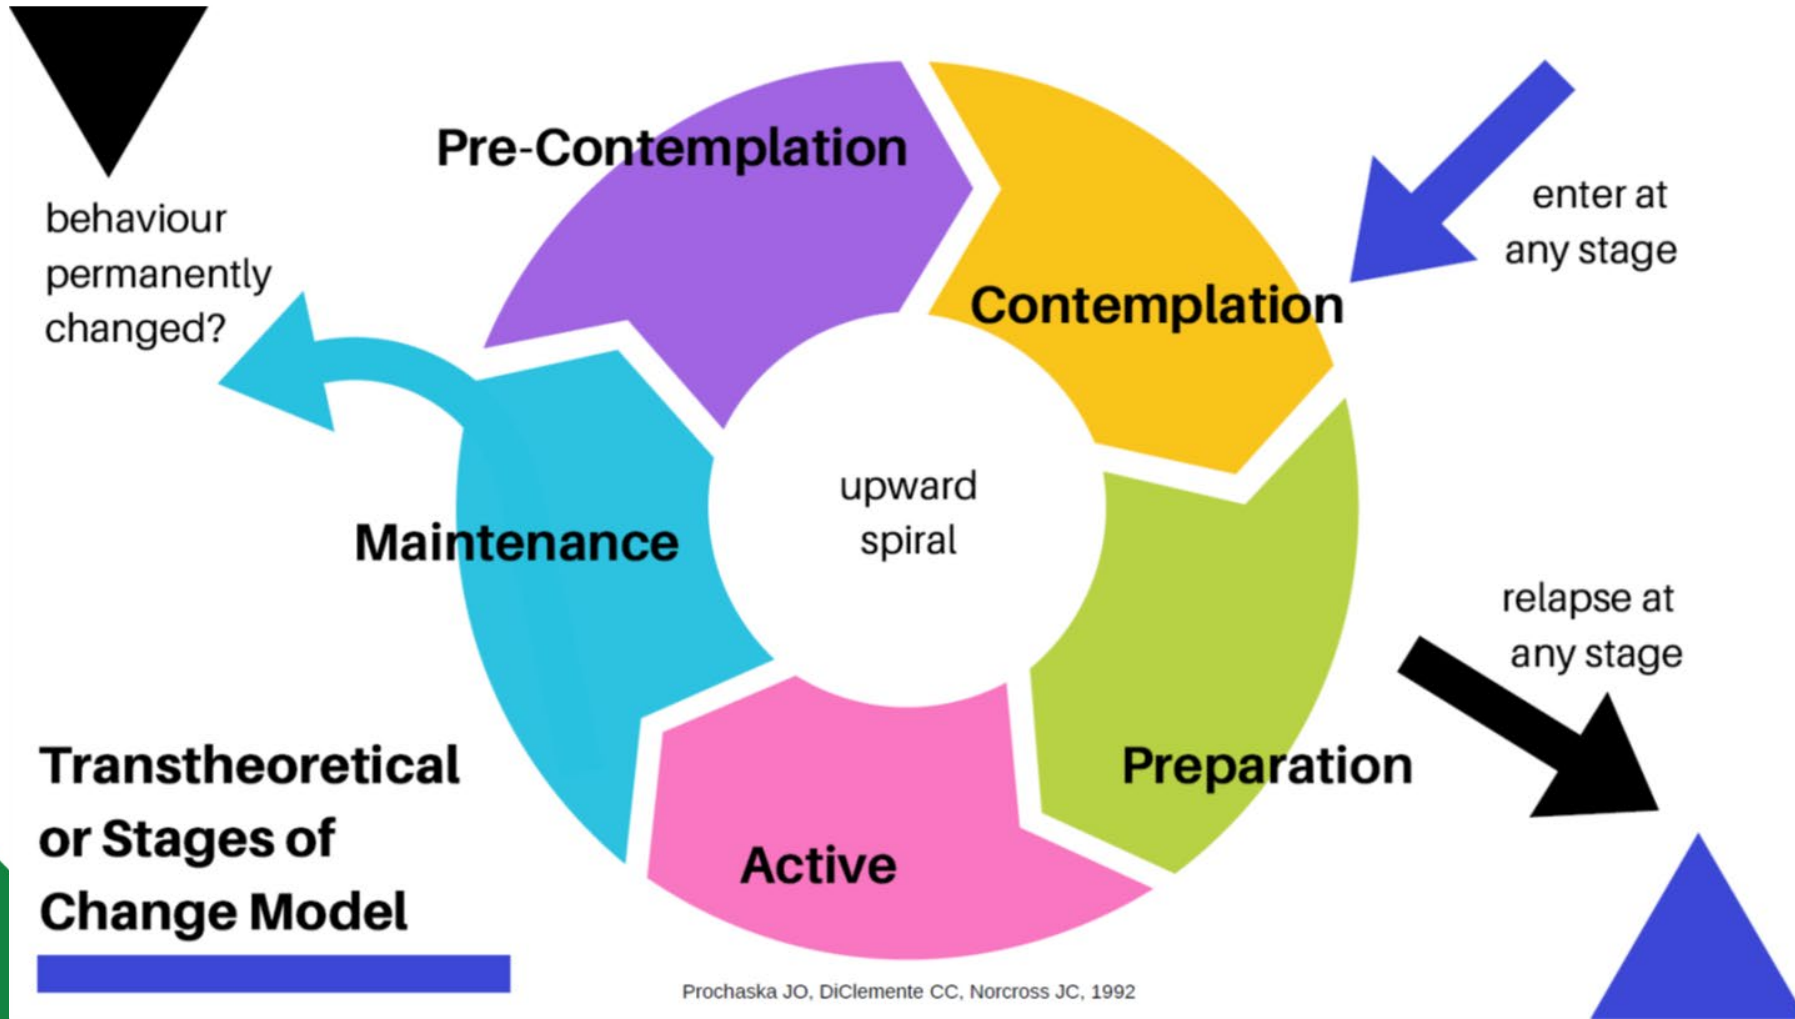 Pre-Contemplation
Contemplation
enter at
any stage
behaviour
permanently
changed?
upward
spiral
Maintenance
relapse at
any stage
Preparation
Active
Transtheoretical
or Stages of
Change Model
Prochaska JO, DiClemente CC, Norcross JC, 1992